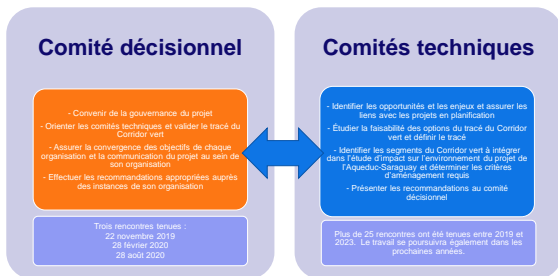 Comité décisionnel
- Convenir de la gouvernance du projet
- Orienter les comités techniques et valider le tracé du
Corridor vert
- Assurer la convergence des objectifs de chaque
organisation et la communication du projet au sein de
son organisation
- Effectuer les recommandations appropriées auprès
des instances de son organisation
Trois rencontres tenues :
22 novembre 2019
28 février 2020
28 août 2020
Comités techniques
- Identifier les opportunités et les enjeux et assurer les
liens avec les projets en planification
- Étudier la faisabilité des options du tracé du Corridor
vert et définir le tracé
- Identifier les segments du Corridor vert à intégrer
dans l'étude d'impact sur l'environnement du projet de
l'Aqueduc-Saraguay et déterminer les critères
d'aménagement requis
- Présenter les recommandations au comité
décisionnel
Plus de 25 rencontres ont été tenues entre 2019 et
2023. Le travail se poursuivra également dans les
prochaines années.